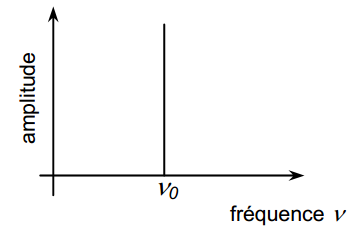 amplitude
ν0
fréquence ν